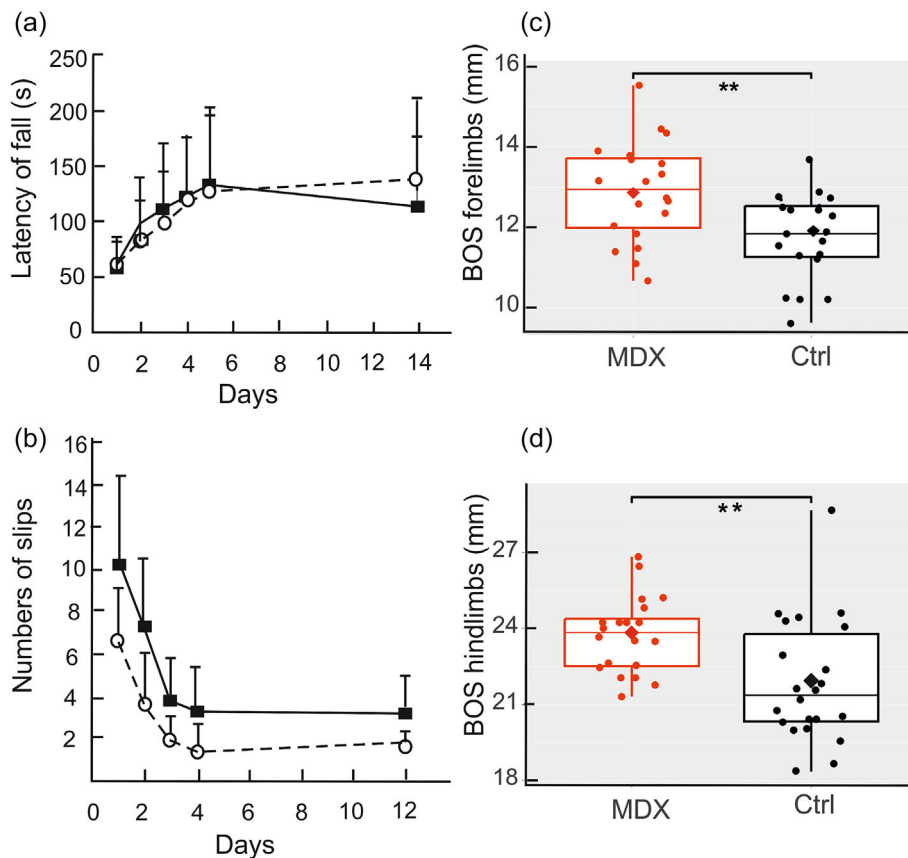 (a)
Latency of fall (s)
250
200
150
100
50
0
0 2 4 6 8 10 12 14
Days
(b)
Numbers of slips
16
14
12
10
8
6
4
2
0 2 4 6 8 10 12
Days
(c)
BOS forelimbs (mm)
16
14
12
10
**
MDX Ctrl
(d)
BOS hindlimbs (mm)
27
24
21
18
**
MDX Ctrl